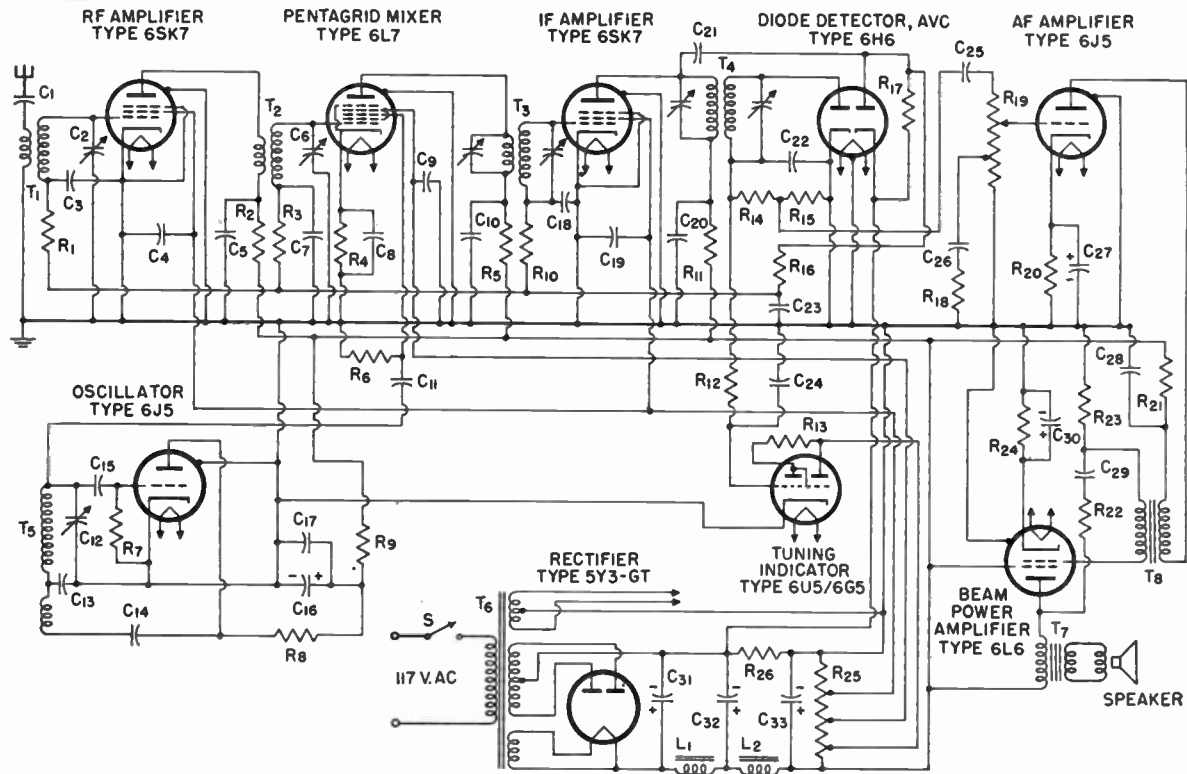 RF AMPLIFIER
TYPE 6SK7
PENTAGRID MIXER
TYPE 6L7
IF AMPLIFIER
TYPE 6SK7
DIODE DETECTOR, AVC
TYPE 6H6
AF AMPLIFIER
TYPE 6J5
C1
T1
C2
C3
R1
C4
C5
R2
T2
R3
C6
C7
R4
C8
C9
C10
R5
T3
R10
C18
C19
C20
R11
C21
T4
C22
R14
R15
R16
C23
R17
C25
R19
C26
R18
R20
C27
R6
C11
R12
C24
R13
C28
R21
R23
R24
C30
C29
R22
T8
OSCILLATOR
TYPE 6J5
C15
T5
C12
R7
C13
C14
C17
- +
C16
R9
R8
TUNING
INDICATOR
TYPE 6U5/6G5
RECTIFIER
TYPE 5Y3-GT
T6
S
117 V. AC
C31
C32
R26
C33
R25
L1
L2
BEAM
POWER
AMPLIFIER
TYPE 6L6
T7
SPEAKER